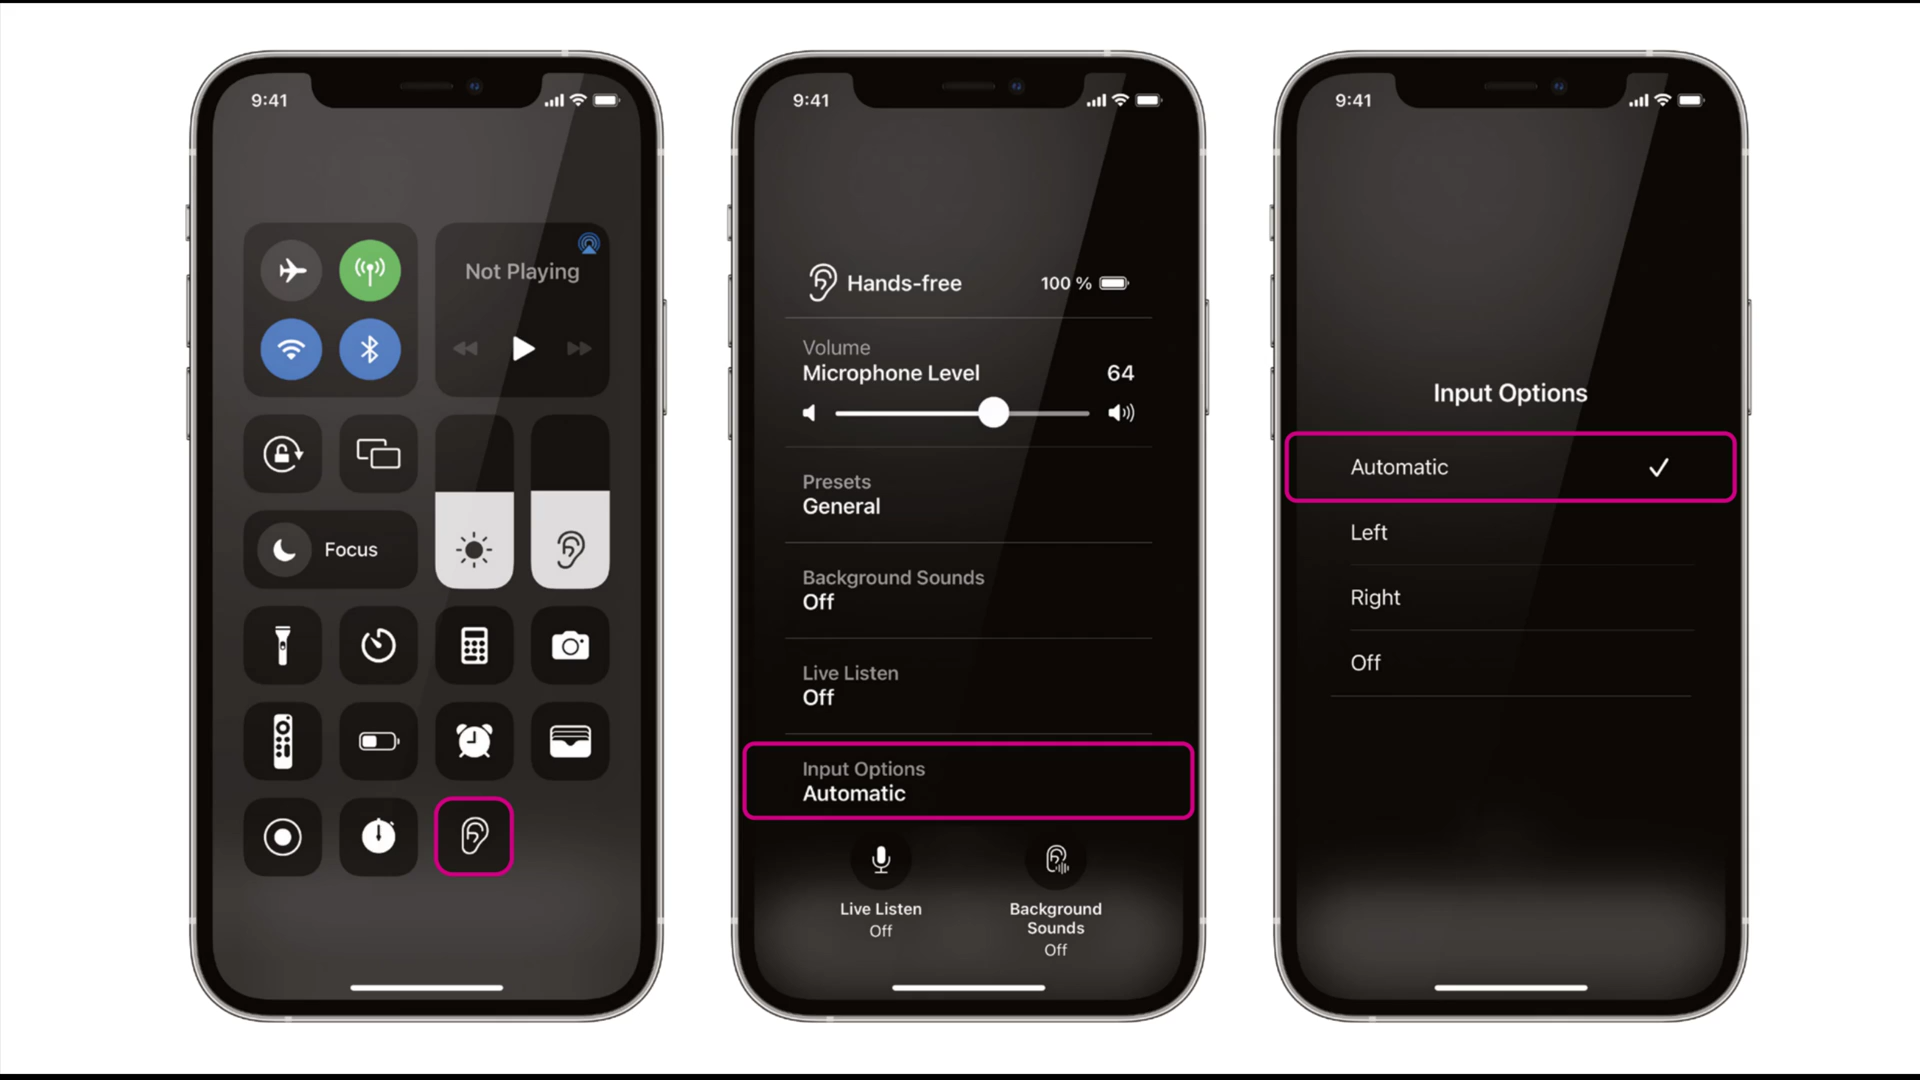 9:41
Not Playing
Focus
9:41
Hands-free
100 %
Volume
Microphone Level
64
Presets
General
Background Sounds
Off
Live Listen
Off
Input Options
Automatic
Live Listen
Off
Background
Sounds
Off
9:41
Input Options
Automatic
Left
Right
Off